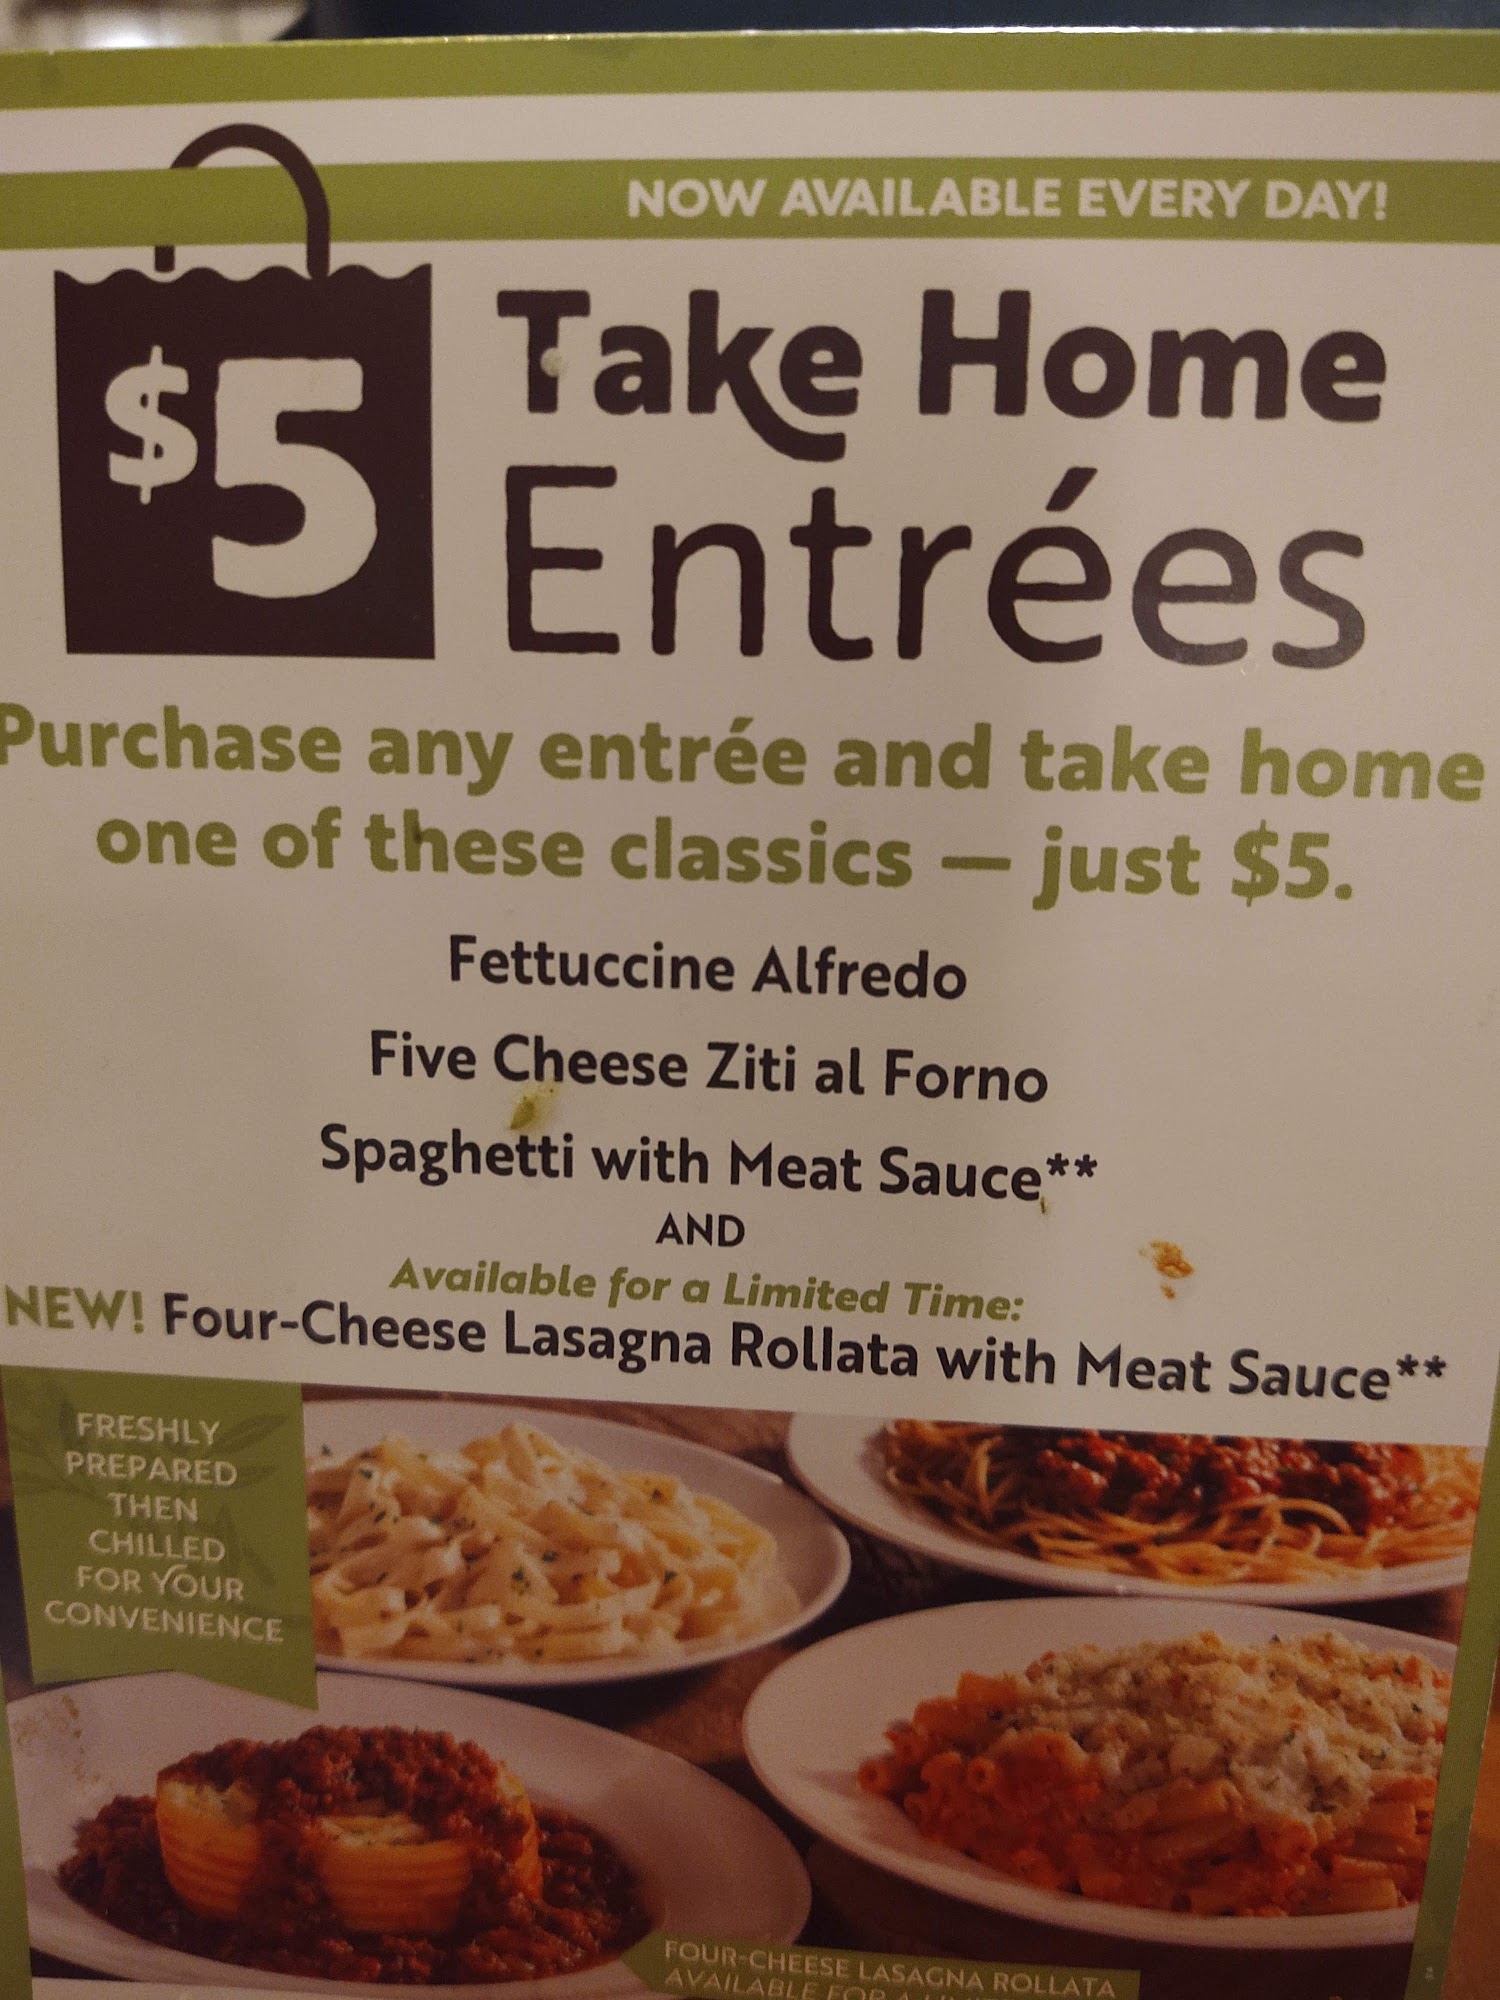 NOW AVAILABLE EVERY DAY!
$5
Take Home
Entrées
Purchase any entrée and take home
one of these classics — just $5.
Fettuccine Alfredo
Five Cheese Ziti al Forno
Spaghetti with Meat Sauce**
AND
Available for a Limited Time:
NEW! Four-Cheese Lasagna Rollata with Meat Sauce**
FRESHLY
PREPARED
THEN
CHILLED
FOR YOUR
CONVENIENCE
FOUR-CHEESE LASAGNA ROLLATA
AVAILABLE FOR A